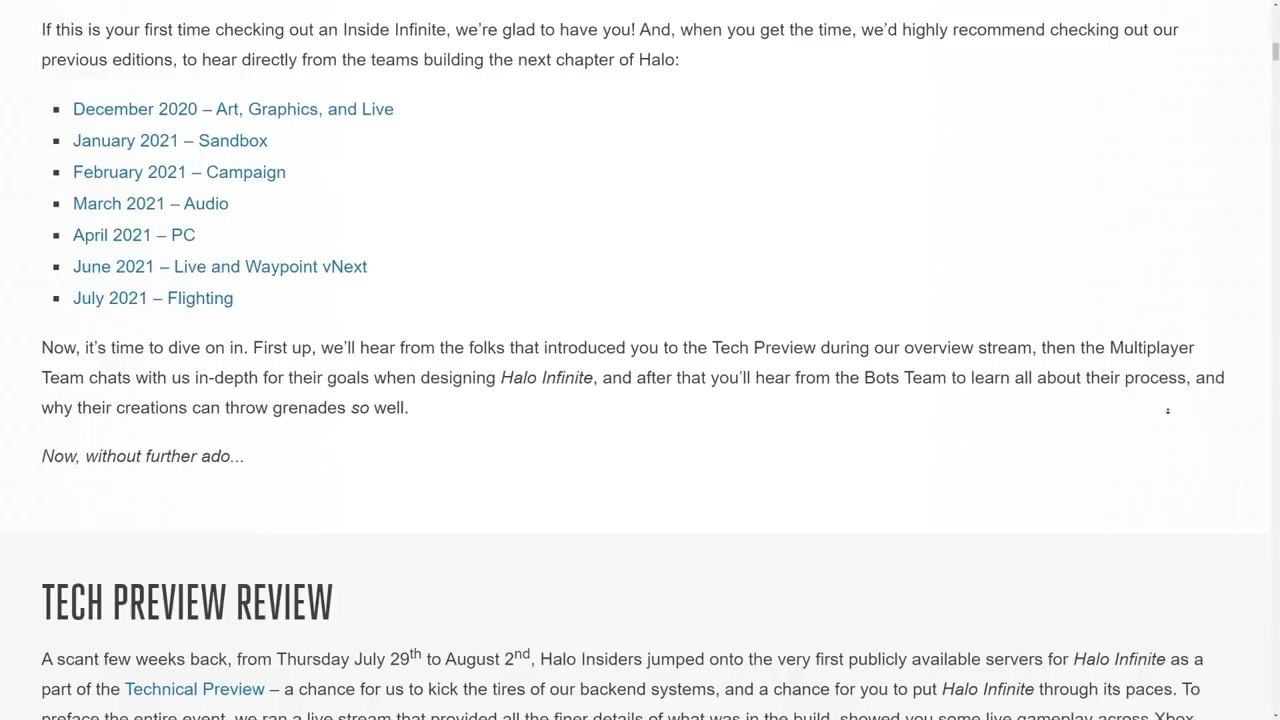 If this is your first time checking out an Inside Infinite, we’re glad to have you! And, when you get the time, we’d highly recommend checking out our
previous editions, to hear directly from the teams building the next chapter of Halo:
▪ December 2020 – Art, Graphics, and Live
▪ January 2021 – Sandbox
▪ February 2021 – Campaign
▪ March 2021 – Audio
▪ April 2021 – PC
▪ June 2021 – Live and Waypoint vNext
▪ July 2021 – Flighting
Now, it’s time to dive on in. First up, we’ll hear from the folks that introduced you to the Tech Preview during our overview stream, then the Multiplayer
Team chats with us in-depth for their goals when designing Halo Infinite, and after that you’ll hear from the Bots Team to learn all about their process, and
why their creations can throw grenades so well.
Now, without further ado...
TECH PREVIEW REVIEW
A scant few weeks back, from Thursday July 29th to August 2nd, Halo Insiders jumped onto the very first publicly available servers for Halo Infinite as a
part of the Technical Preview – a chance for us to kick the tires of our backend systems, and a chance for you to put Halo Infinite through its paces. To
preface the entire event, we ran a live stream that provided all the finer details of what was in the build, showed you some live gameplay across Xbox